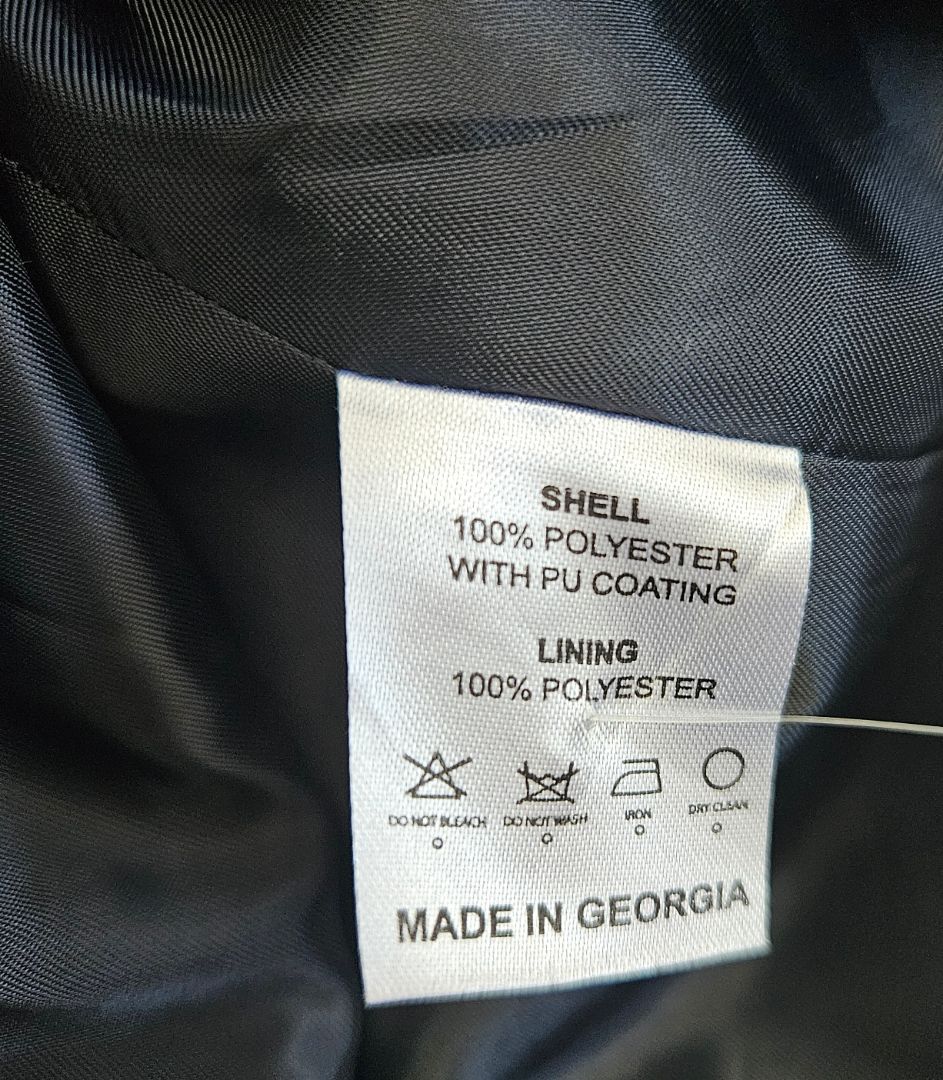 SHELL
100% POLYESTER
WITH PU COATING
LINING
100% POLYESTER
DO NOT BLEACH DO NOT WASH IRON DRY CLEAN
MADE IN GEORGIA